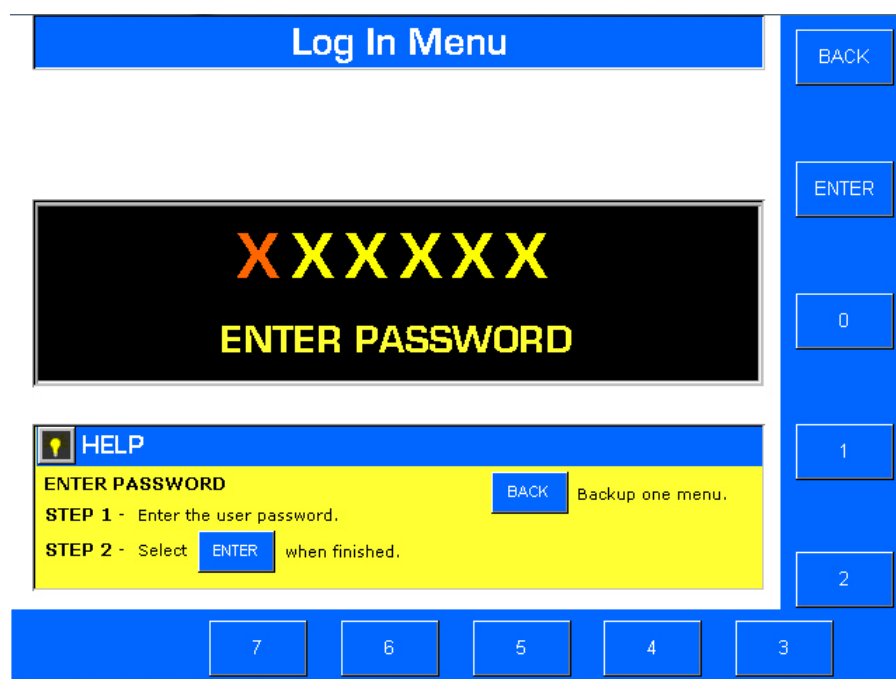 Log In Menu
BACK
ENTER
XXXXXX
ENTER PASSWORD
0
HELP
1
ENTER PASSWORD
BACK Backup one menu.
STEP 1 - Enter the user password.
STEP 2 - Select ENTER when finished.
2
7 6 5 4 3